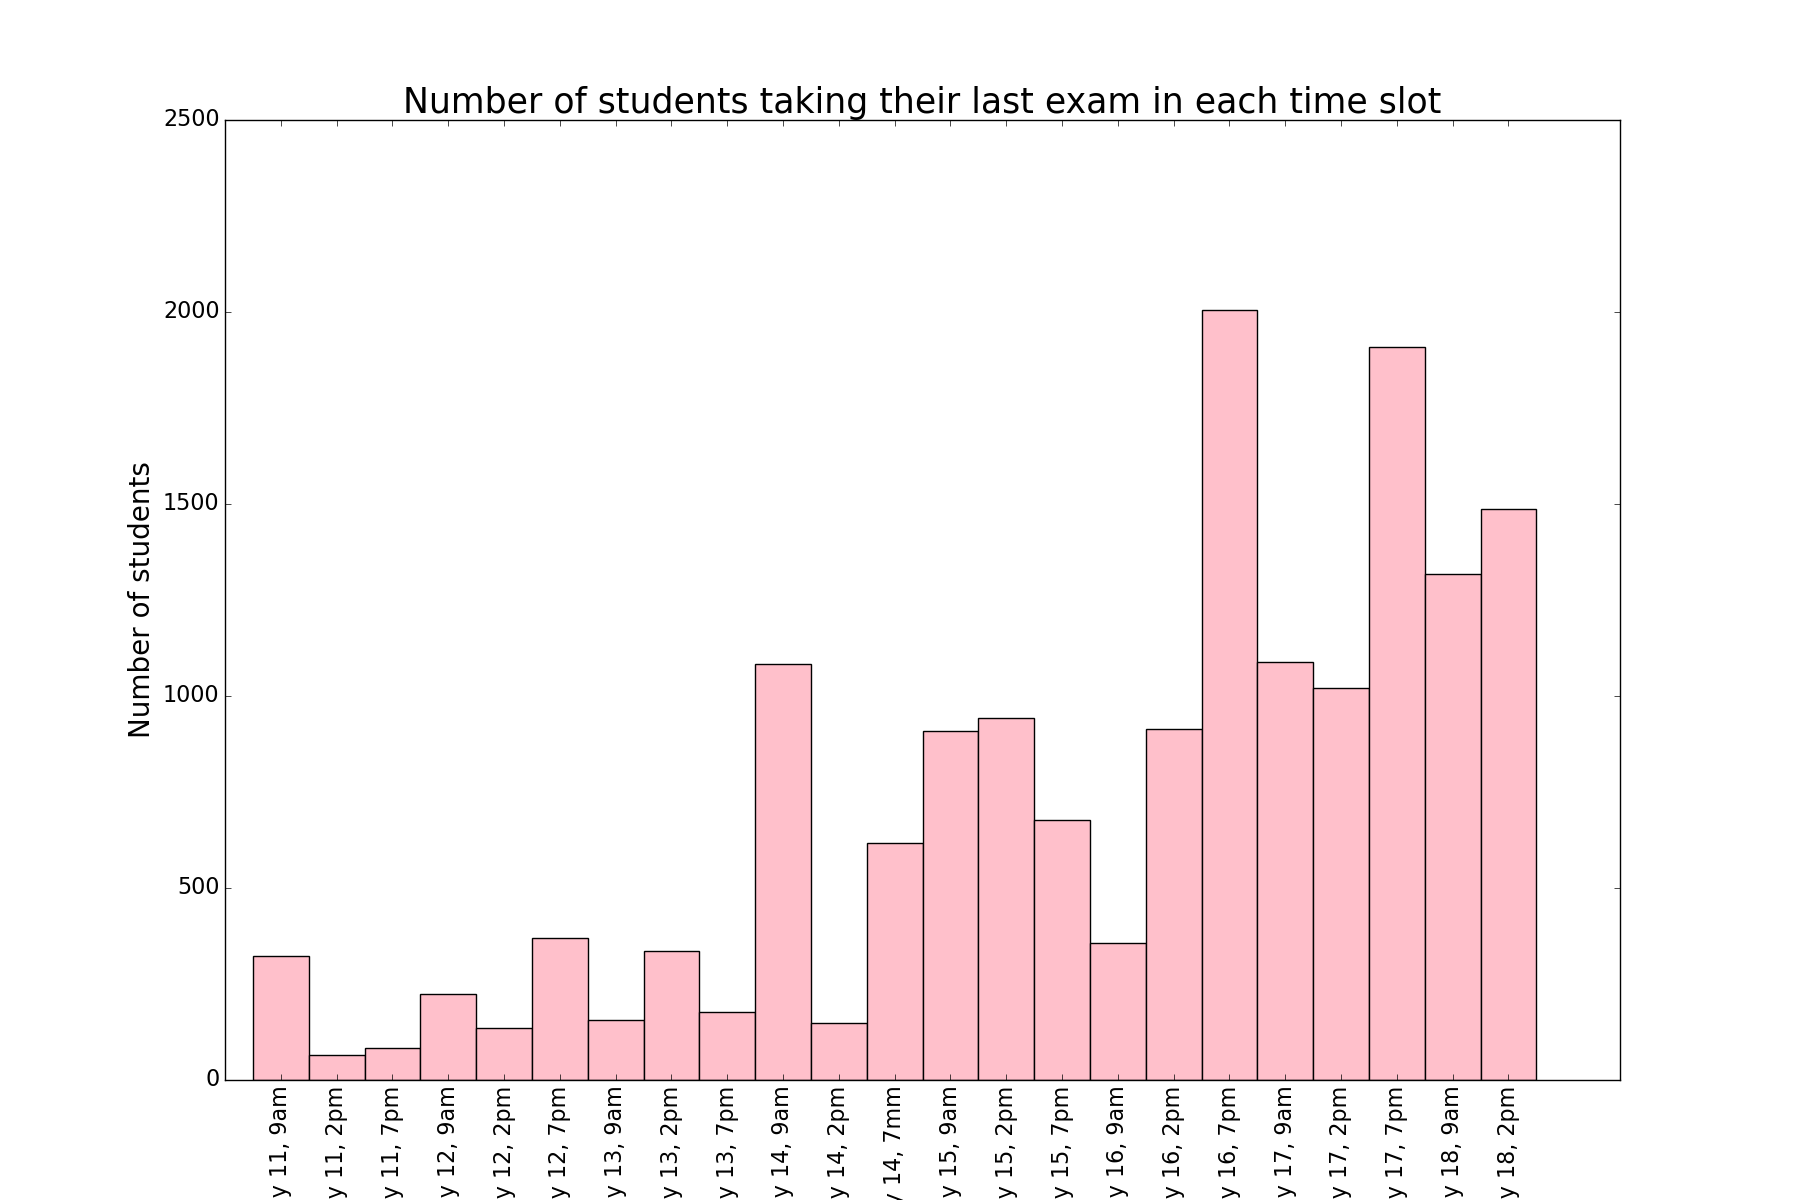 Number of students taking their last exam in each time slot
Number of students
2500
2000
1500
1000
500
0
y 11, 9am
y 11, 2pm
y 11, 7pm
y 12, 9am
y 12, 2pm
y 12, 7pm
y 13, 9am
y 13, 2pm
y 13, 7pm
y 14, 9am
y 14, 2pm
y 14, 7mm
y 15, 9am
y 15, 2pm
y 15, 7pm
y 16, 9am
y 16, 2pm
y 16, 7pm
y 17, 9am
y 17, 2pm
y 17, 7pm
y 18, 9am
y 18, 2pm